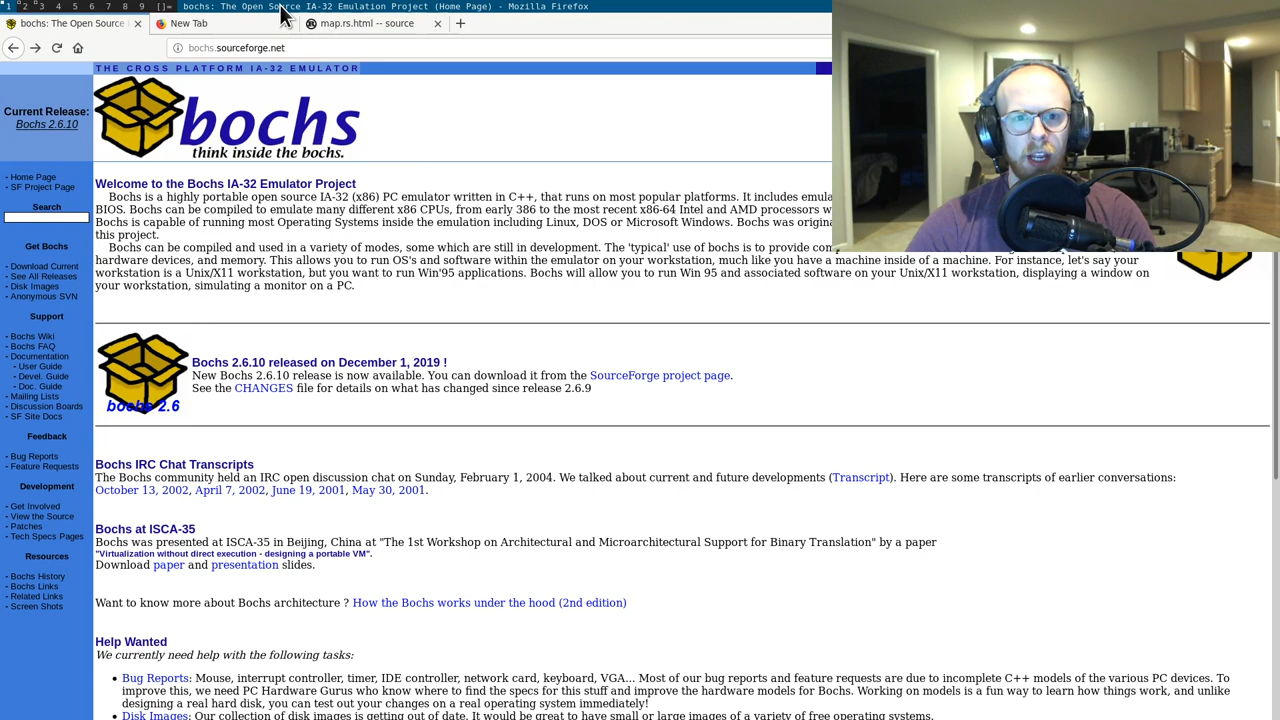 1 2 3 4 5 6 7 8 9 []= bochs: The Open Source IA-32 Emulation Project (Home Page) - Mozilla Firefox
bochs: The Open Source
New Tab
map.rs.html -- source
bochs.sourceforge.net
THE CROSS PLATFORM IA-32 EMULATOR
Current Release:
Bochs 2.6.10
bochs
think inside the bochs.
- Home Page
- SF Project Page
Search
Get Bochs
- Download Current
- See All Releases
- Disk Images
- Anonymous SVN
Support
- Bochs Wiki
- Bochs FAQ
- Documentation
- User Guide
- Devel. Guide
- Doc. Guide
- Mailing Lists
- Discussion Boards
- SF Site Docs
Feedback
- Bug Reports
- Feature Requests
Development
- Get Involved
- View the Source
- Patches
- Tech Specs Pages
Resources
- Bochs History
- Bochs Links
- Related Links
- Screen Shots
Welcome to the Bochs IA-32 Emulator Project
Bochs is a highly portable open source IA-32 (x86) PC emulator written in C++, that runs on most popular platforms. It includes
BIOS. Bochs can be compiled to emulate many different x86 CPUs, from early 386 to the most recent x86-64 Intel and AMD processors
Bochs is capable of running most Operating Systems inside the emulation including Linux, DOS or Microsoft Windows. Bochs was
this project.
Bochs can be compiled and used in a variety of modes, some which are still in development. The 'typical' use of bochs is to provide
hardware devices, and memory. This allows you to run OS's and software within the emulator on your workstation, much like you have a machine inside of a machine. For instance, let's say your
workstation is a Unix/X11 workstation, but you want to run Win'95 applications. Bochs will allow you to run Win 95 and associated software on your Unix/X11 workstation, displaying a window on
your workstation, simulating a monitor on a PC.
bochs 2.6
Bochs 2.6.10 released on December 1, 2019 !
New Bochs 2.6.10 release is now available. You can download it from the SourceForge project page.
See the CHANGES file for details on what has changed since release 2.6.9
Bochs IRC Chat Transcripts
The Bochs community held an IRC open discussion chat on Sunday, February 1, 2004. We talked about current and future developments (Transcript). Here are some transcripts of earlier conversations:
October 13, 2002, April 7, 2002, June 19, 2001, May 30, 2001.
Bochs at ISCA-35
Bochs was presented at ISCA-35 in Beijing, China at "The 1st Workshop on Architectural and Microarchitectural Support for Binary Translation" by a paper
"Virtualization without direct execution - designing a portable VM".
Download paper and presentation slides.
Want to know more about Bochs architecture ? How the Bochs works under the hood (2nd edition)
Help Wanted
We currently need help with the following tasks:
• Bug Reports: Mouse, interrupt controller, timer, IDE controller, network card, keyboard, VGA... Most of our bug reports and feature requests are due to incomplete C++ models of the various PC devices. To
improve this, we need PC Hardware Gurus who know where to find the specs for this stuff and improve the hardware models for Bochs. Working on models is a fun way to learn how things work, and unlike
designing a real hard disk, you can test out your changes on a real operating system immediately!
• Disk Images: Our collection of disk images is getting out of date. It would be great to have small or large images of a variety of free operating systems.